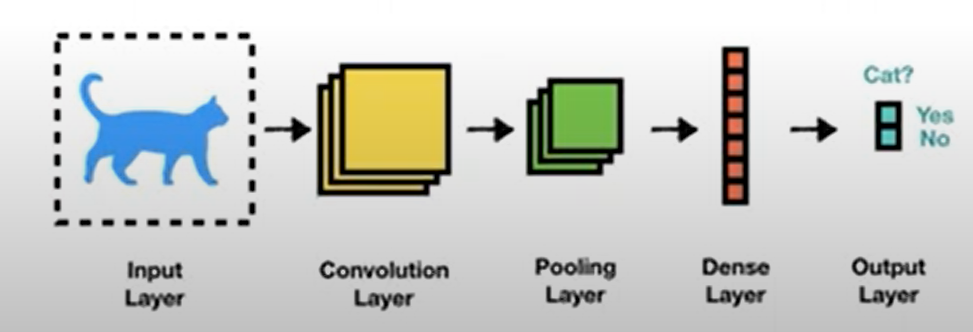 Cat?
Yes
No
Input
Layer
Convolution
Layer
Pooling
Layer
Dense
Layer
Output
Layer